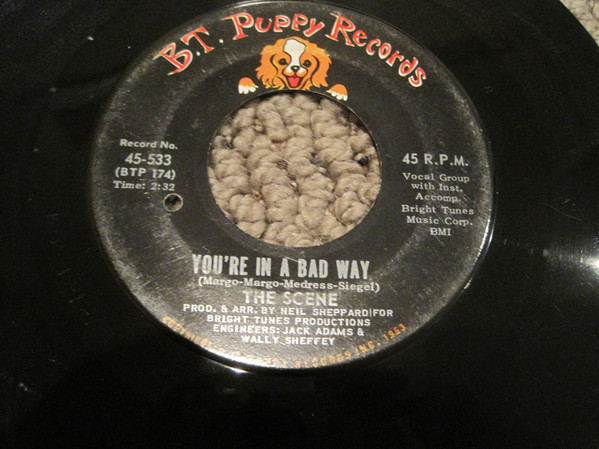 B.T. Puppy Records
Record No.
45-533
(BTP 174)
Time: 2:32
45 R.P.M.
Vocal Group
with Inst.
Accomp.
Bright Tunes
Music Corp.
BMI
YOU'RE IN A BAD WAY
(Margo-Margo-Medress-Siegel)
THE SCENE
PROD. & ARR. BY NEIL SHEPPARD FOR
BRIGHT TUNES PRODUCTIONS
ENGINEERS: JACK ADAMS &
WALLY SHEFFEY
RECORDS INC.